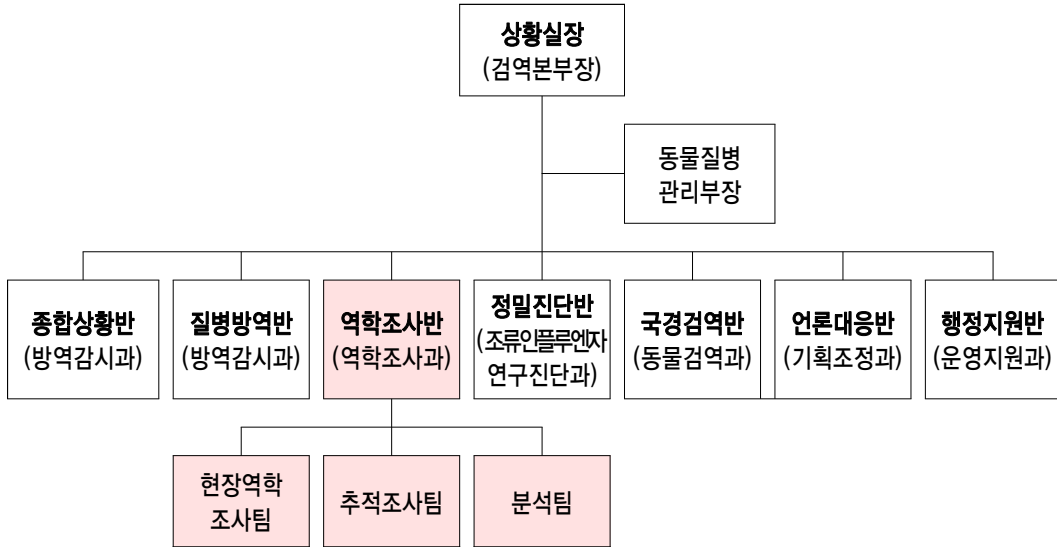 상황실장
(검역본부장)
동물질병
관리부장
종합상황반
(방역감시과)
질병방역반
(방역감시과)
역학조사반
(역학조사과)
정밀진단반
(조류인플루엔자
연구진단과)
국경검역반
(동물검역과)
언론대응반
(기획조정과)
행정지원반
(운영지원과)
현장역학
조사팀
추적조사팀
분석팀